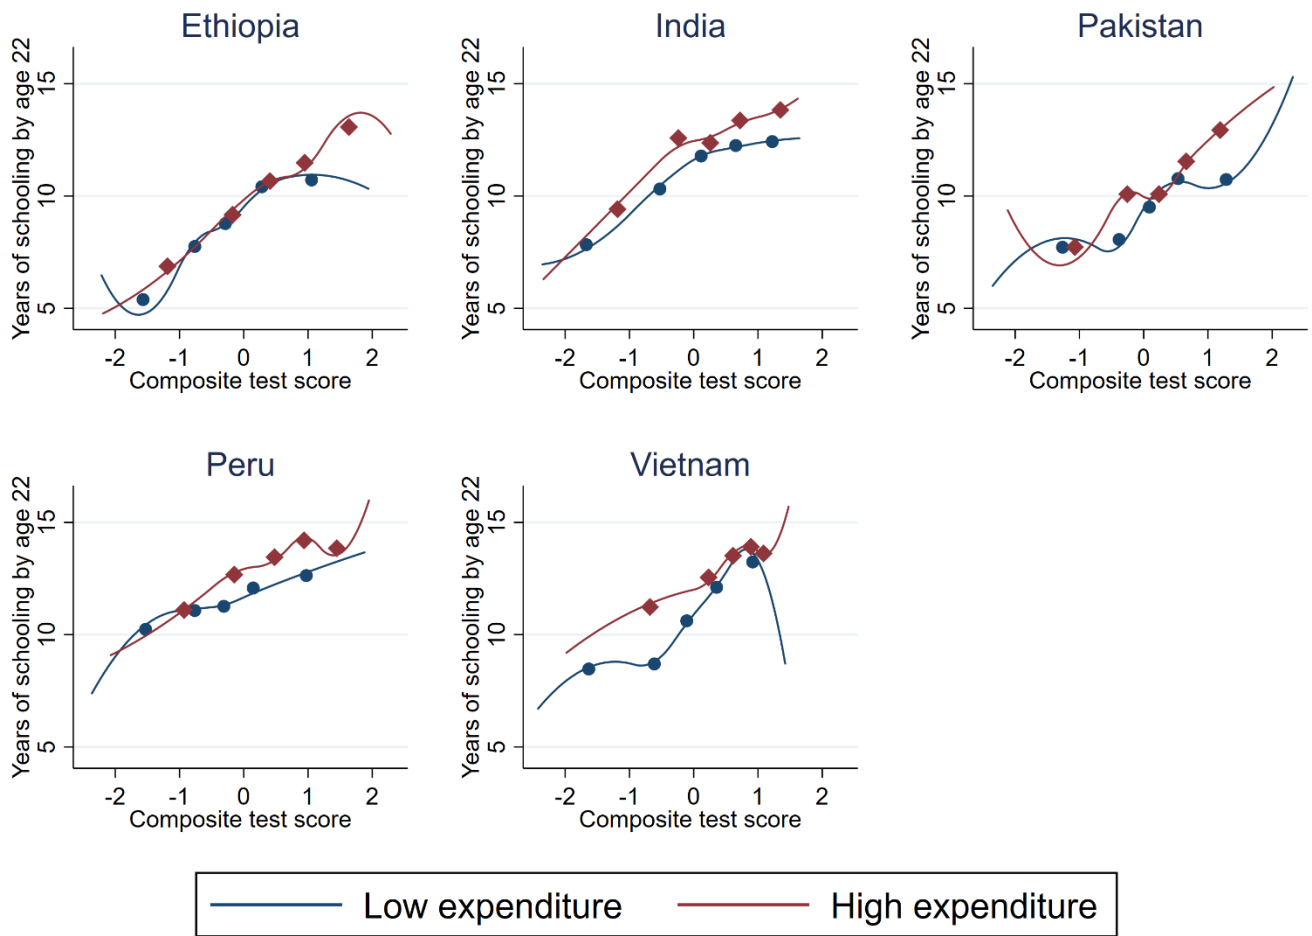 Ethiopia
Years of schooling by age 22
15
10
5
-2 -1 0 1 2
Composite test score
India
Years of schooling by age 22
15
10
5
-2 -1 0 1 2
Composite test score
Pakistan
Years of schooling by age 22
15
10
5
-2 -1 0 1 2
Composite test score
Peru
Years of schooling by age 22
15
10
5
-2 -1 0 1 2
Composite test score
Vietnam
Years of schooling by age 22
15
10
5
-2 -1 0 1 2
Composite test score
Low expenditure High expenditure